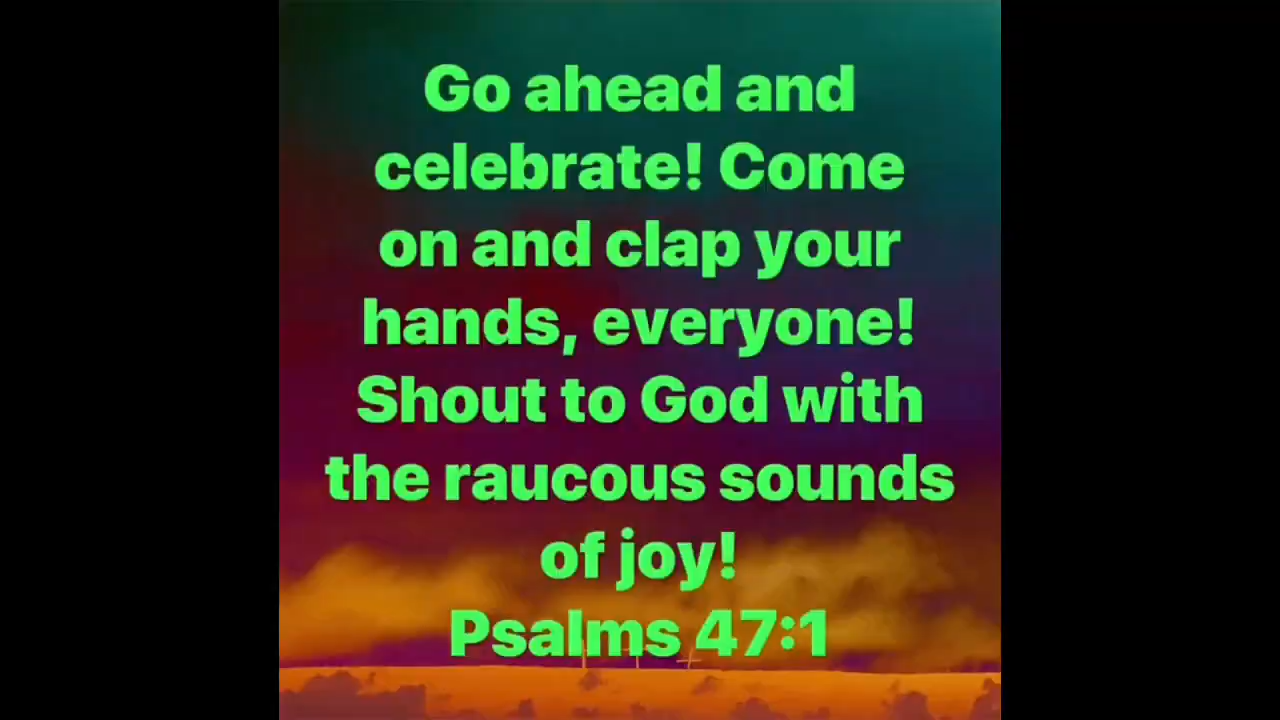 Go ahead and
celebrate! Come
on and clap your
hands, everyone!
Shout to God with
the raucous sounds
of joy!
Psalms 47:1